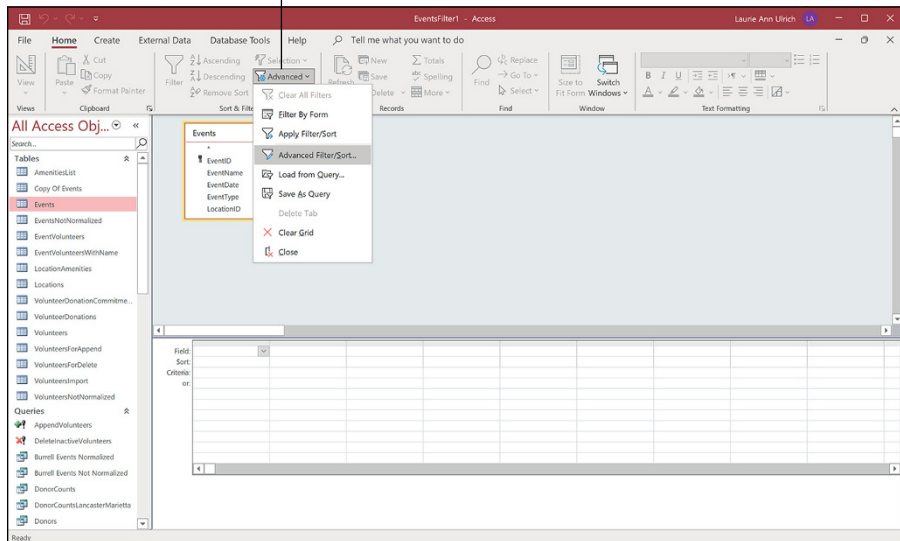 EventsFilter1 - Access
Laurie Ann Ulrich LA
File Home Create External Data Database Tools Help Tell me what you want to do
View
Views
Paste
Cut
Copy
Format Painter
Clipboard
Filter
Ascending
Descending
Remove Sort
Selection
Advanced
Sort & Filte
Refresh
New
Save
Delete
Totals
Spelling
More
Records
Find
Replace
Go To
Select
Find
Size to
Fit Form
Switch
Windows
Window
B I U
A
Text Formatting
Clear All Filters
Filter By Form
Apply Filter/Sort
Advanced Filter/Sort...
Load from Query...
Save As Query
Delete Tab
Clear Grid
Close
All Access Obj...
Search...
Tables
AmenitiesList
Copy Of Events
Events
EventsNotNormalized
EventVolunteers
EventVolunteersWithName
LocationAmenities
Locations
VolunteerDonationCommitme...
VolunteerDonations
Volunteers
VolunteersForAppend
VolunteersForDelete
VolunteersImport
VolunteersNotNormalized
Queries
AppendVolunteers
DeleteInactiveVolunteers
Burrell Events Normalized
Burrell Events Not Normalized
DonorCounts
DonorCountsLancasterMarietta
Donors
Events
*
EventID
EventName
EventDate
EventType
LocationID
Field:
Sort:
Criteria:
or:
Ready